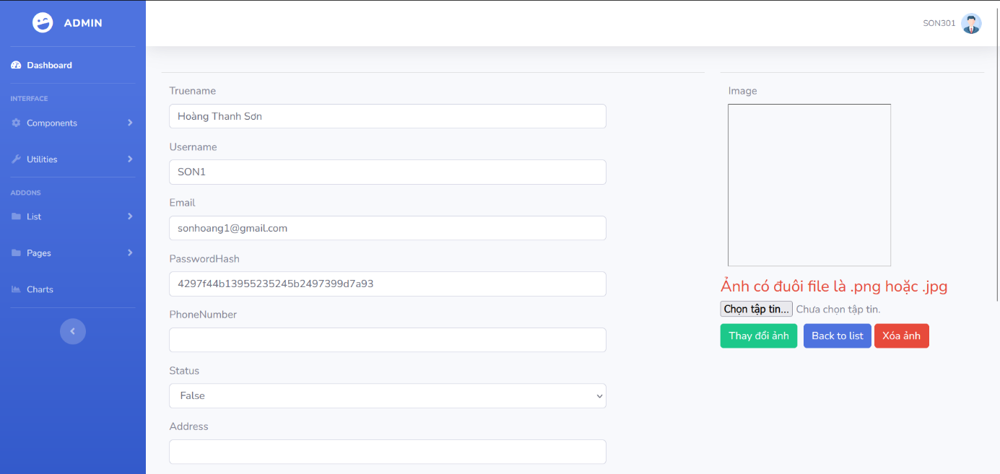 ADMIN
SON301
Dashboard
INTERFACE
Components
Utilities
ADDONS
List
Pages
Charts
Truename
Hoàng Thanh Sơn
Username
SON1
Email
sonhoang1@gmail.com
PasswordHash
4297f44b13955235245b2497399d7a93
PhoneNumber
Status
False
Address
Image
Ảnh có đuôi file là .png hoặc .jpg
Chọn tập tin... Chưa chọn tập tin.
Thay đổi ảnh Back to list Xóa ảnh